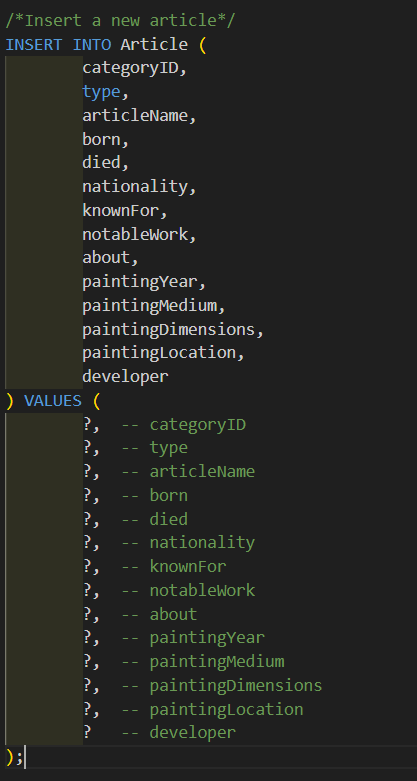 /*Insert a new article*/
INSERT INTO Article (
categoryID,
type,
articleName,
born,
died,
nationality,
knownFor,
notableWork,
about,
paintingYear,
paintingMedium,
paintingDimensions,
paintingLocation,
developer
) VALUES (
?,  -- categoryID
?,  -- type
?,  -- articleName
?,  -- born
?,  -- died
?,  -- nationality
?,  -- knownFor
?,  -- notableWork
?,  -- about
?,  -- paintingYear
?,  -- paintingMedium
?,  -- paintingDimensions
?,  -- paintingLocation
?   -- developer
);